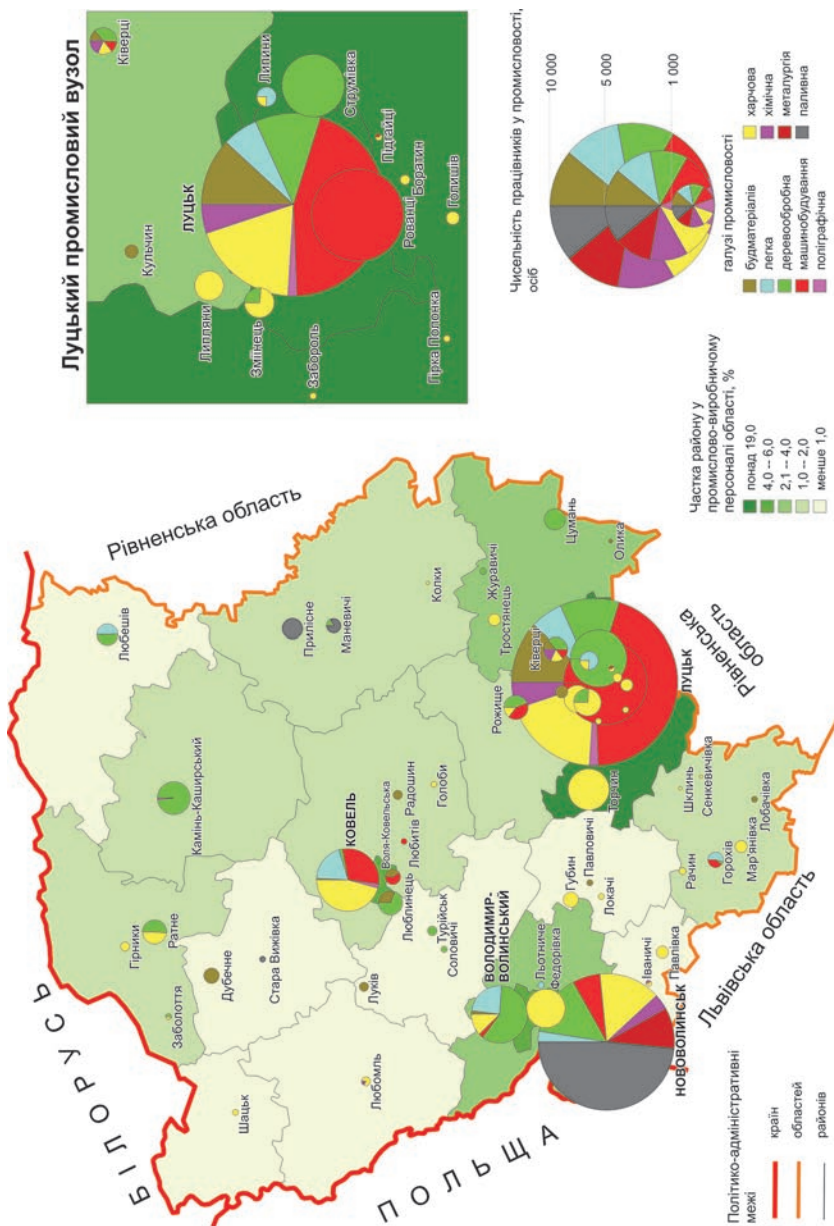 Луцький промисловий вузол
Ківерці
Кульчин
Липляни
ЛУЦЬК
Липини
Зміїнець
Струмівка
Забороль
Підгайці
Рованці
Боратин
Голишів
Гірка Полонка
БІЛОРУСЬ
ПОЛЬЩА
Рівненська область
Рівненська
область
Львівська область
Шацьк
Заболоття
Гірники
Ратне
Камінь-Каширський
Любешів
Дубечне
Стара Вижівка
Любомль
Луків
Прилісне
Маневичі
КОВЕЛЬ
Воля-Ковельська
Люблинець
Радошин
Любитів
Голоби
Колки
Турійськ
Соловичі
ВОЛОДИМИР-
ВОЛИНСЬКИЙ
Льотниче
Федорівка
Губин
Павловичі
Локачі
Журавичі
Тростянець
Цумань
Олика
Рожище
Ківерці
ЛУЦЬК
Торчин
НОВОВОЛИНСЬК
Іваничі
Павлівка
Рачин
Шклинь
Сенкевичівка
Горохів
Мар'янівка
Лобачівка
Політико-адміністративні
межі
країн
областей
районів
Частка району у
промислово-виробничому
персоналі області, %
понад 19,0
4,0 – 6,0
2,1 – 4,0
1,0 – 2,0
менше 1,0
Чисельність працівників у промисловості,
осіб
10 000
5 000
1 000
галузі промисловості
будматеріалів
легка
деревообробна
машинобудування
поліграфічна
харчова
хімічна
металургія
паливна